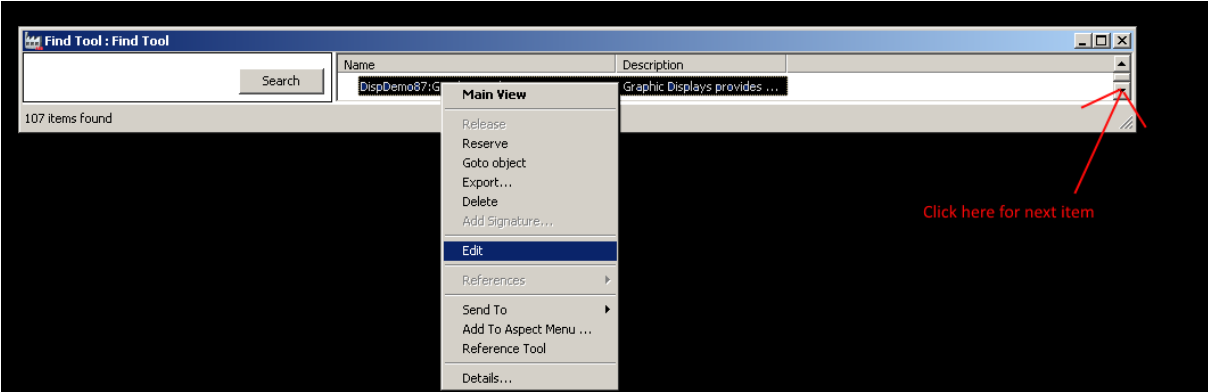 Find Tool : Find Tool
Search
Name Description
DispDemo87:G Graphic Displays provides ...
107 items found
Main View
Release
Reserve
Goto object
Export...
Delete
Add Signature...
Edit
References
Send To
Add To Aspect Menu ...
Reference Tool
Details...
Click here for next item